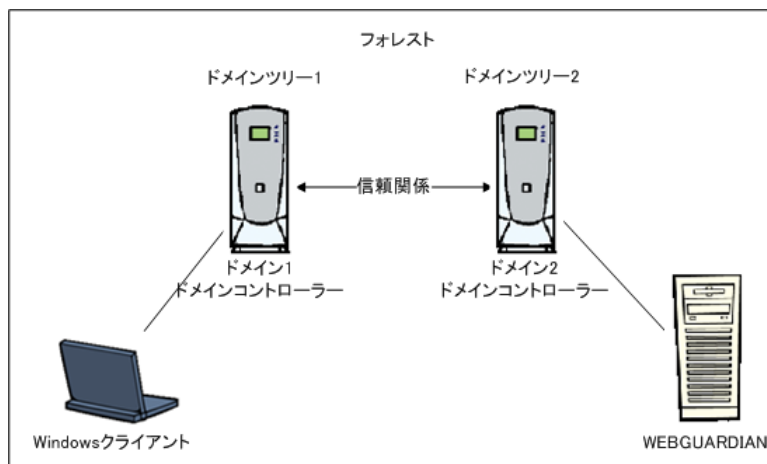 フォレスト
ドメインツリー1
ドメインツリー2
信頼関係
ドメイン1
ドメインコントローラー
ドメイン2
ドメインコントローラー
Windowsクライアント
WEBGUARDIAN